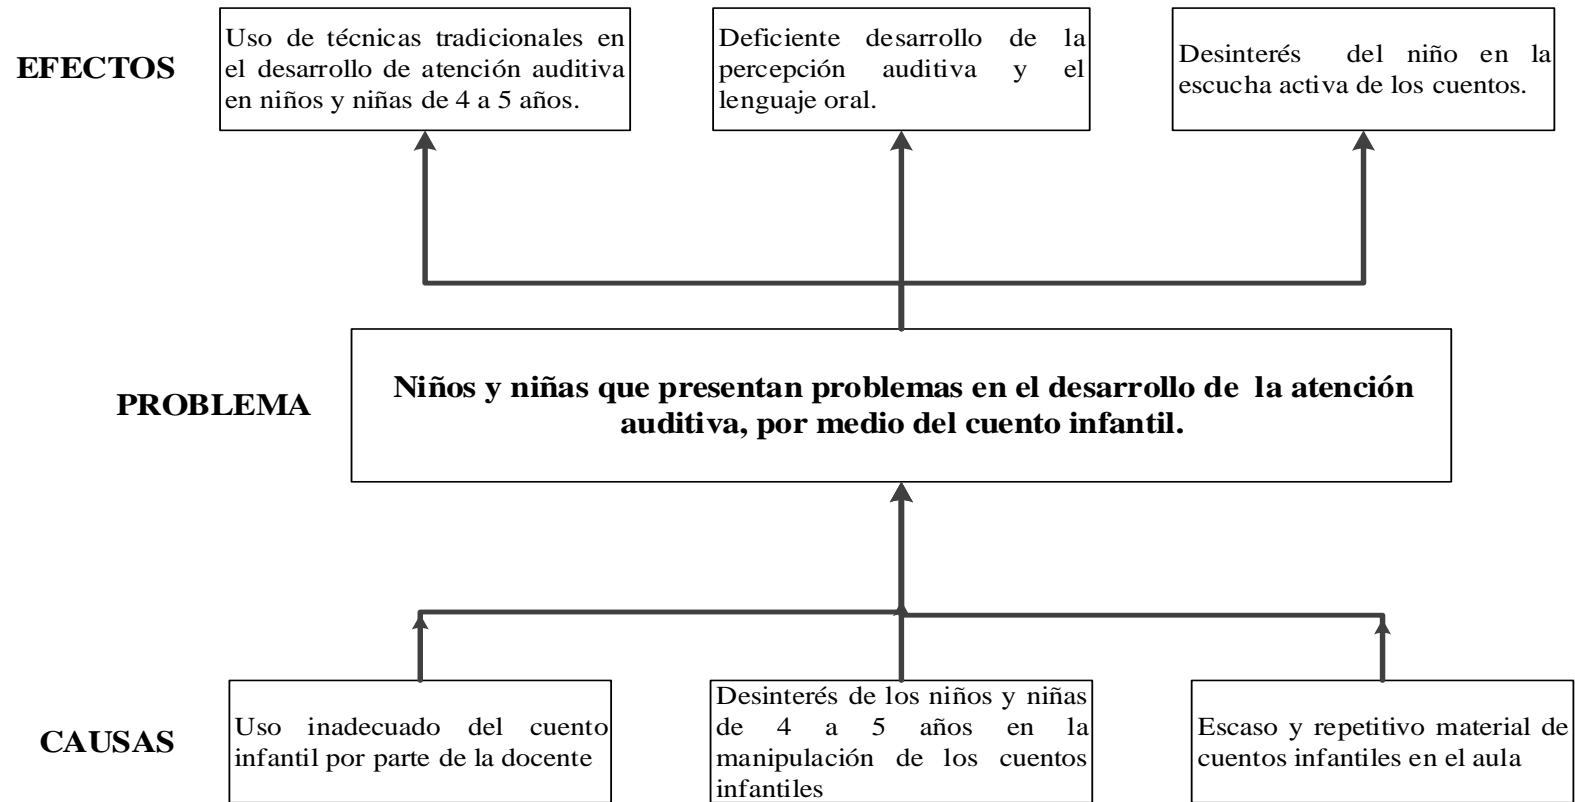 EFECTOS
Uso de técnicas tradicionales en
el desarrollo de atención auditiva
en niños y niñas de 4 a 5 años.
Deficiente desarrollo de la
percepción auditiva y el
lenguaje oral.
Desinterés del niño en la
escucha activa de los cuentos.
PROBLEMA
Niños y niñas que presentan problemas en el desarrollo de la atención
auditiva, por medio del cuento infantil.
CAUSAS
Uso inadecuado del cuento
infantil por parte de la docente
Desinterés de los niños y niñas
de 4 a 5 años en la
manipulación de los cuentos
infantiles
Escaso y repetitivo material de
cuentos infantiles en el aula